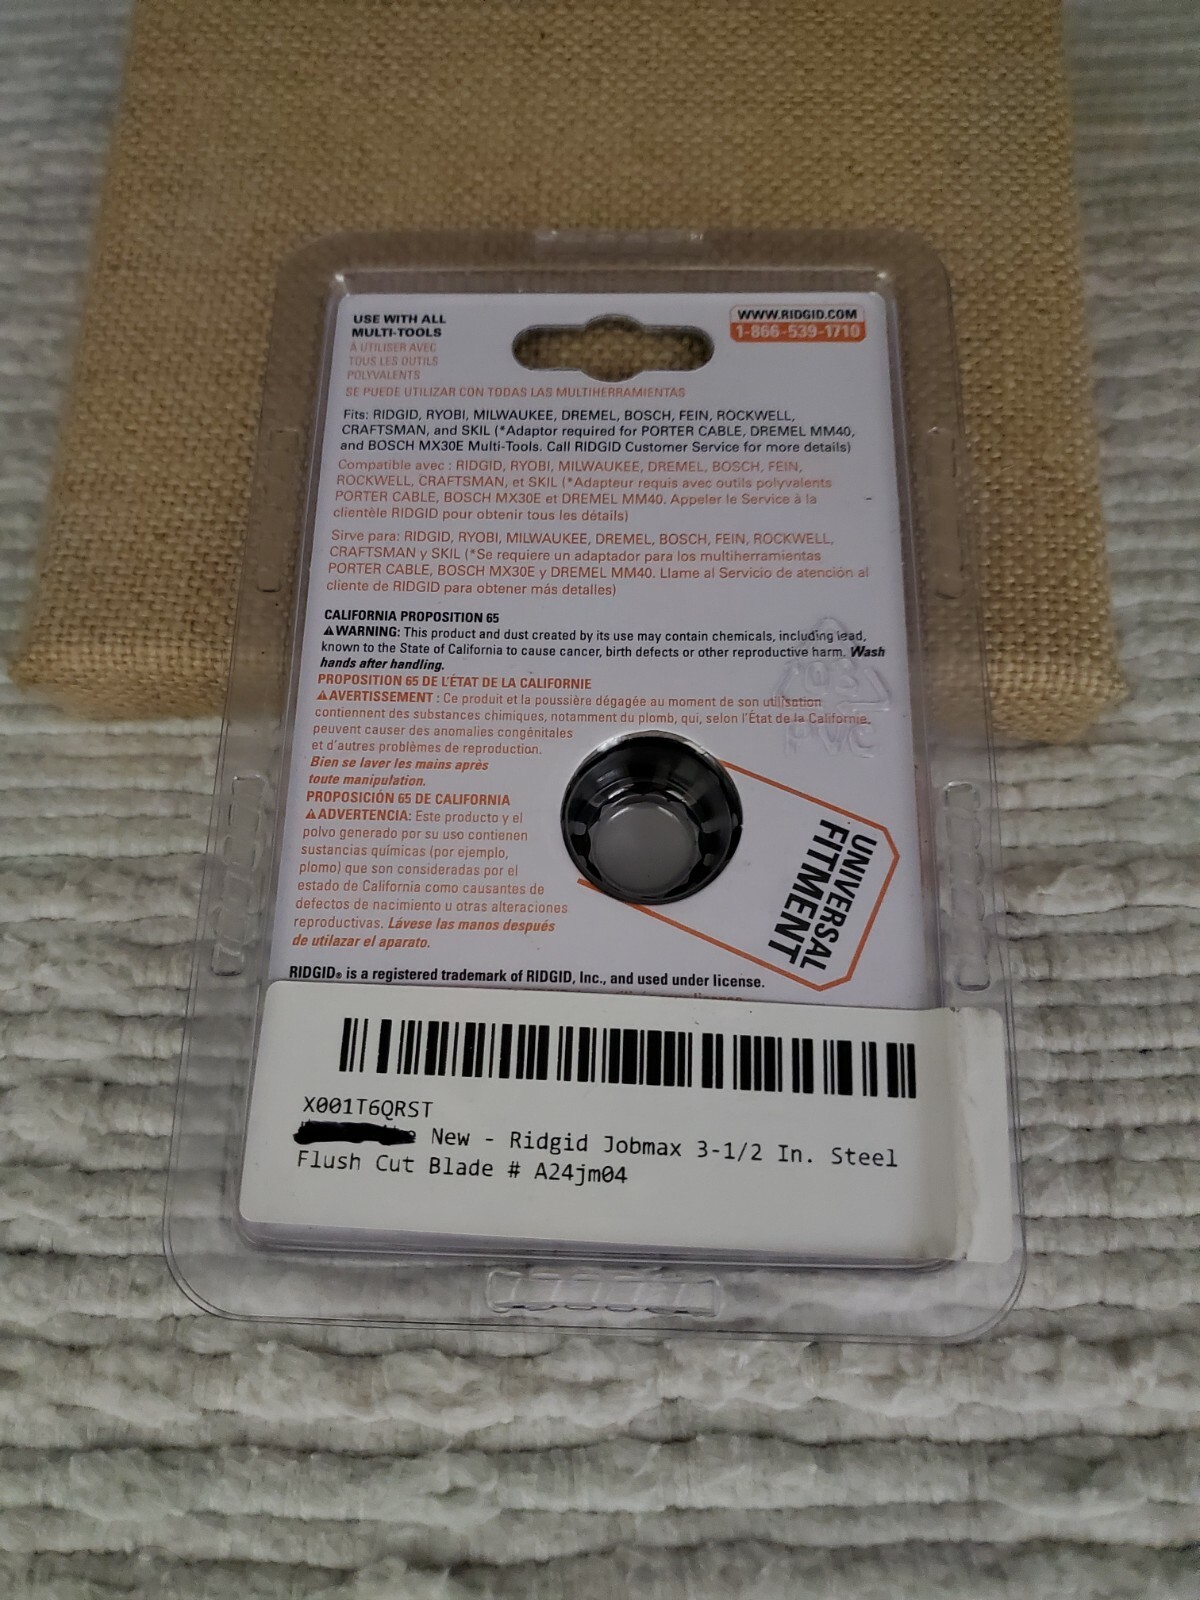 USE WITH ALL
MULTI-TOOLS
À UTILISER AVEC
TOUS LES OUTILS
POLYVALENTS
SE PUEDE UTILIZAR CON TODAS LAS MULTIHERRAMIENTAS
WWW.RIDGID.COM
1-866-539-1710
Fits: RIDGID, RYOBI, MILWAUKEE, DREMEL, BOSCH, FEIN, ROCKWELL,
CRAFTSMAN, and SKIL (*Adaptor required for PORTER CABLE, DREMEL MM40,
and BOSCH MX30E Multi-Tools. Call RIDGID Customer Service for more details)
Compatible avec : RIDGID, RYOBI, MILWAUKEE, DREMEL, BOSCH, FEIN,
ROCKWELL, CRAFTSMAN, et SKIL (*Adapteur requis avec outils polyvalents
PORTER CABLE, BOSCH MX30E et DREMEL MM40. Appeler le Service à la
clientèle RIDGID pour obtenir tous les détails)
Sirve para: RIDGID, RYOBI, MILWAUKEE, DREMEL, BOSCH, FEIN, ROCKWELL,
CRAFTSMAN y SKIL (*Se requiere un adaptador para los multiherramientas
PORTER CABLE, BOSCH MX30E y DREMEL MM40. Llame al Servicio de atención al
cliente de RIDGID para obtener más detalles)
CALIFORNIA PROPOSITION 65
⚠WARNING: This product and dust created by its use may contain chemicals, including lead,
known to the State of California to cause cancer, birth defects or other reproductive harm. Wash
hands after handling.
PROPOSITION 65 DE L'ÉTAT DE LA CALIFORNIE
⚠AVERTISSEMENT : Ce produit et la poussière dégagée au moment de son utilisation
contiennent des substances chimiques, notamment du plomb, qui, selon l'État de la Californie,
peuvent causer des anomalies congénitales
et d'autres problèmes de reproduction.
Bien se laver les mains après
toute manipulation.
PROPOSICIÓN 65 DE CALIFORNIA
⚠ADVERTENCIA: Este producto y el
polvo generado por su uso contienen
sustancias químicas (por ejemplo,
plomo) que son consideradas por el
estado de California como causantes de
defectos de nacimiento u otras alteraciones
reproductivas. Lávese las manos después
de utilazar el aparato.
UNIVERSAL
FITMENT
RIDGID® is a registered trademark of RIDGID, Inc., and used under license.
X001T6QRST
New - Ridgid Jobmax 3-1/2 In. Steel
Flush Cut Blade # A24jm04